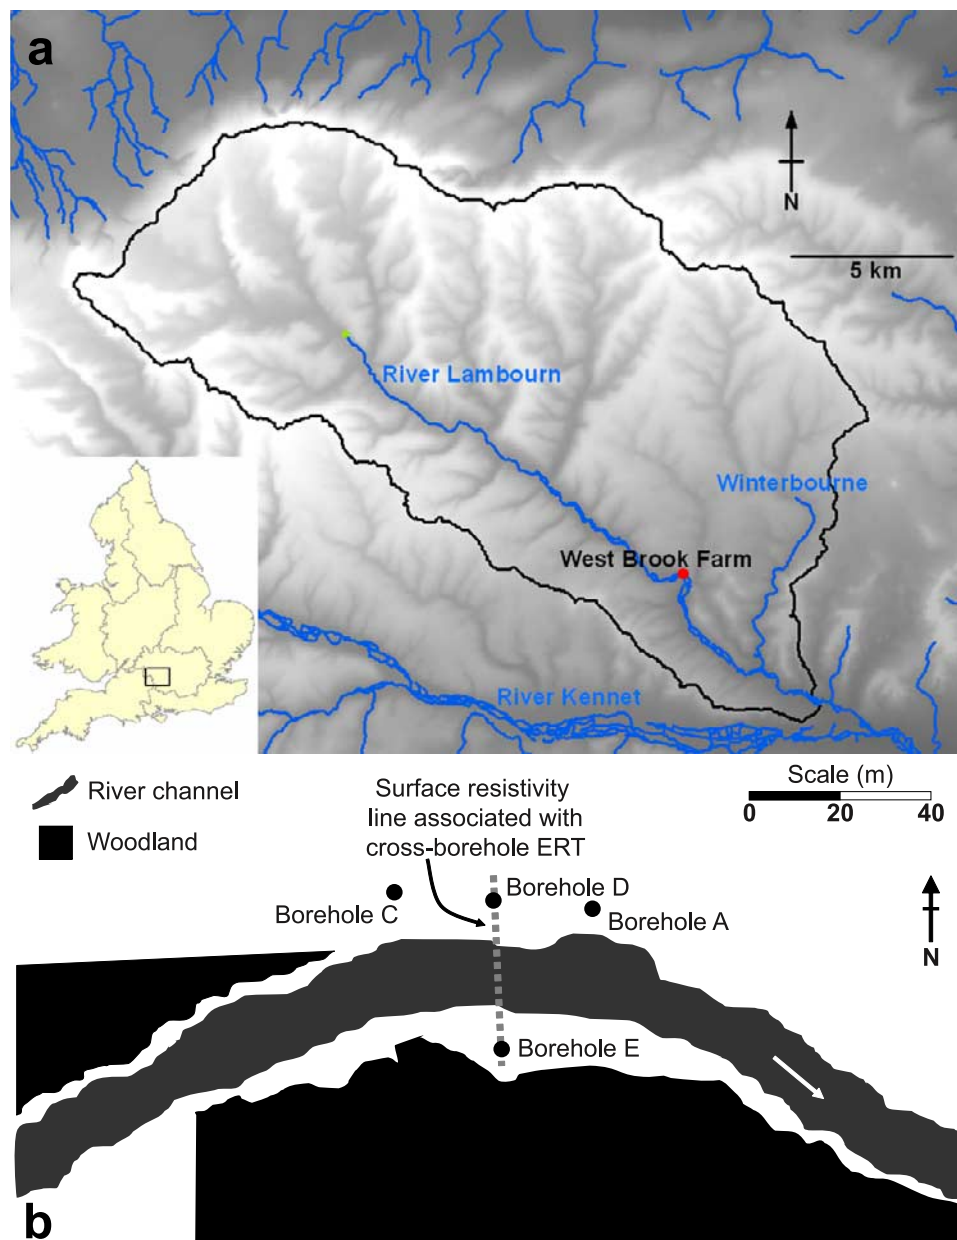 a
N
5 km
River Lambourn
Winterbourne
West Brook Farm
River Kennet
River channel
Woodland
Surface resistivity
line associated with
cross-borehole ERT
Scale (m)
0 20 40
Borehole D
Borehole C
Borehole A
N
Borehole E
b